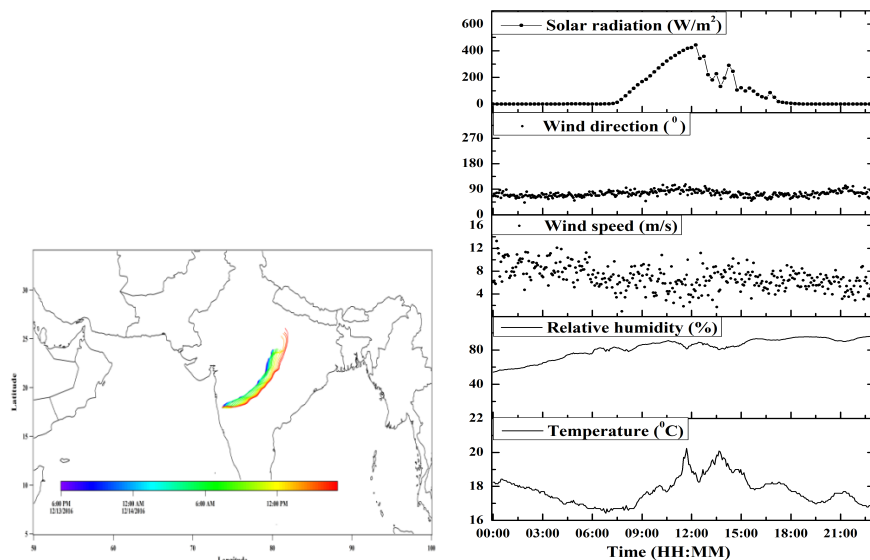 Solar radiation (W/m²)
400
200
0
Wind direction (⁰)
270
180
90
0
Wind speed (m/s)
16
12
8
4
Relative humidity (%)
80
40
22
Temperature (⁰C)
20
18
16
00:00 03:00 06:00 09:00 12:00 15:00 18:00 21:00
Time (HH:MM)
Latitude
30
25
20
15
10
5
6:00 PM 12:00 AM 6:00 AM 12:00 PM
12/13/2016 12/14/2016
50 60 70 80 90 100
Longitude